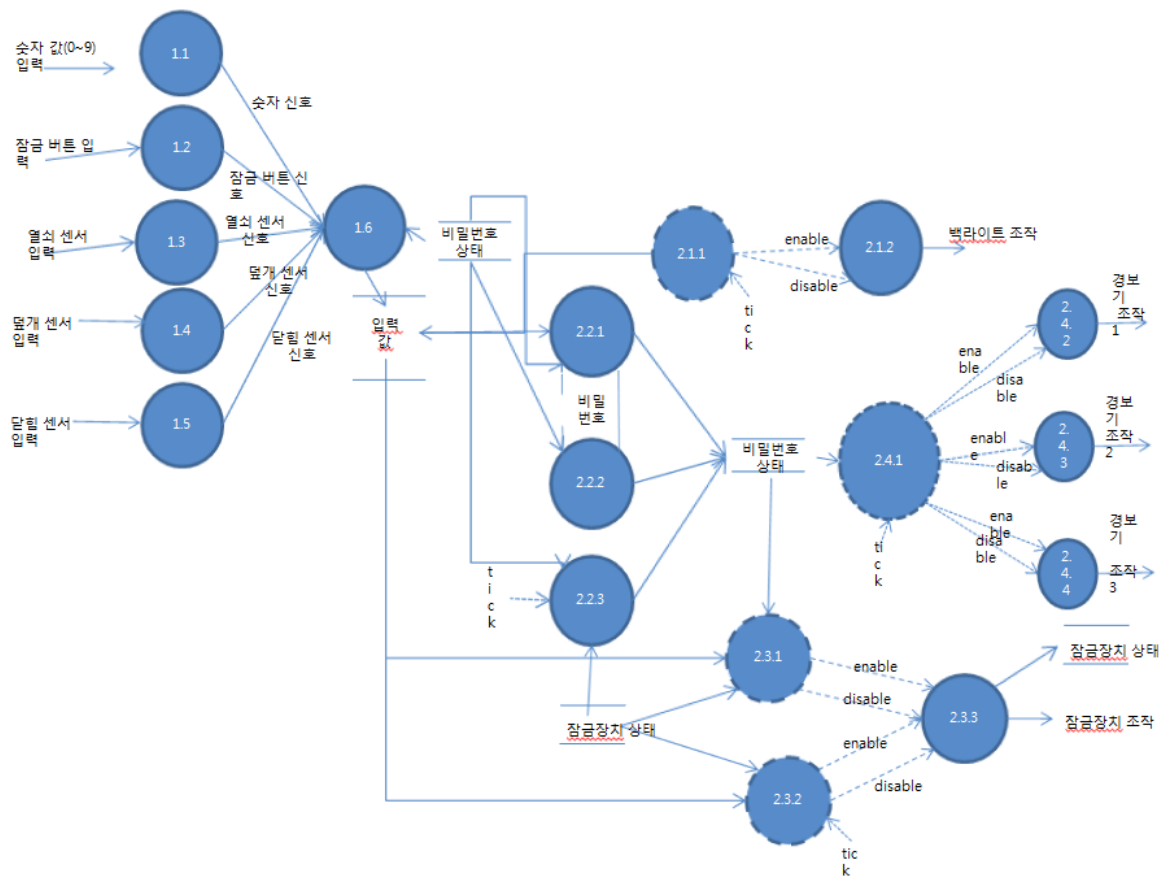 숫자 값(0~9)
입력
1.1
숫자 신호
잠금 버튼 입
력
1.2
잠금 버튼 신
호
열쇠 센서
입력
1.3
열쇠 센서
신호
1.6
덮개 센서
입력
1.4
덮개 센서
신호
닫힘 센서
입력
1.5
닫힘 센서
신호
비밀번호
상태
입력
값
2.1.1
ti
c
k
enable
disable
2.1.2
백라이트 조작
2.2.1
비밀
번호
2.2.2
t
i
c
k
2.2.3
비밀번호
상태
2.4.1
ti
c
k
ena
ble
disa
ble
2.
4.
2
경보
기
조작
1
enabl
e
disab
le
2.
4.
3
경보
기
조작
2
ena
ble
disa
ble
2.
4.
4
경보
기
조작
3
잠금장치 상태
2.3.1
enable
disable
잠금장치 상태
2.3.3
잠금장치 조작
enable
disable
2.3.2
tic
k